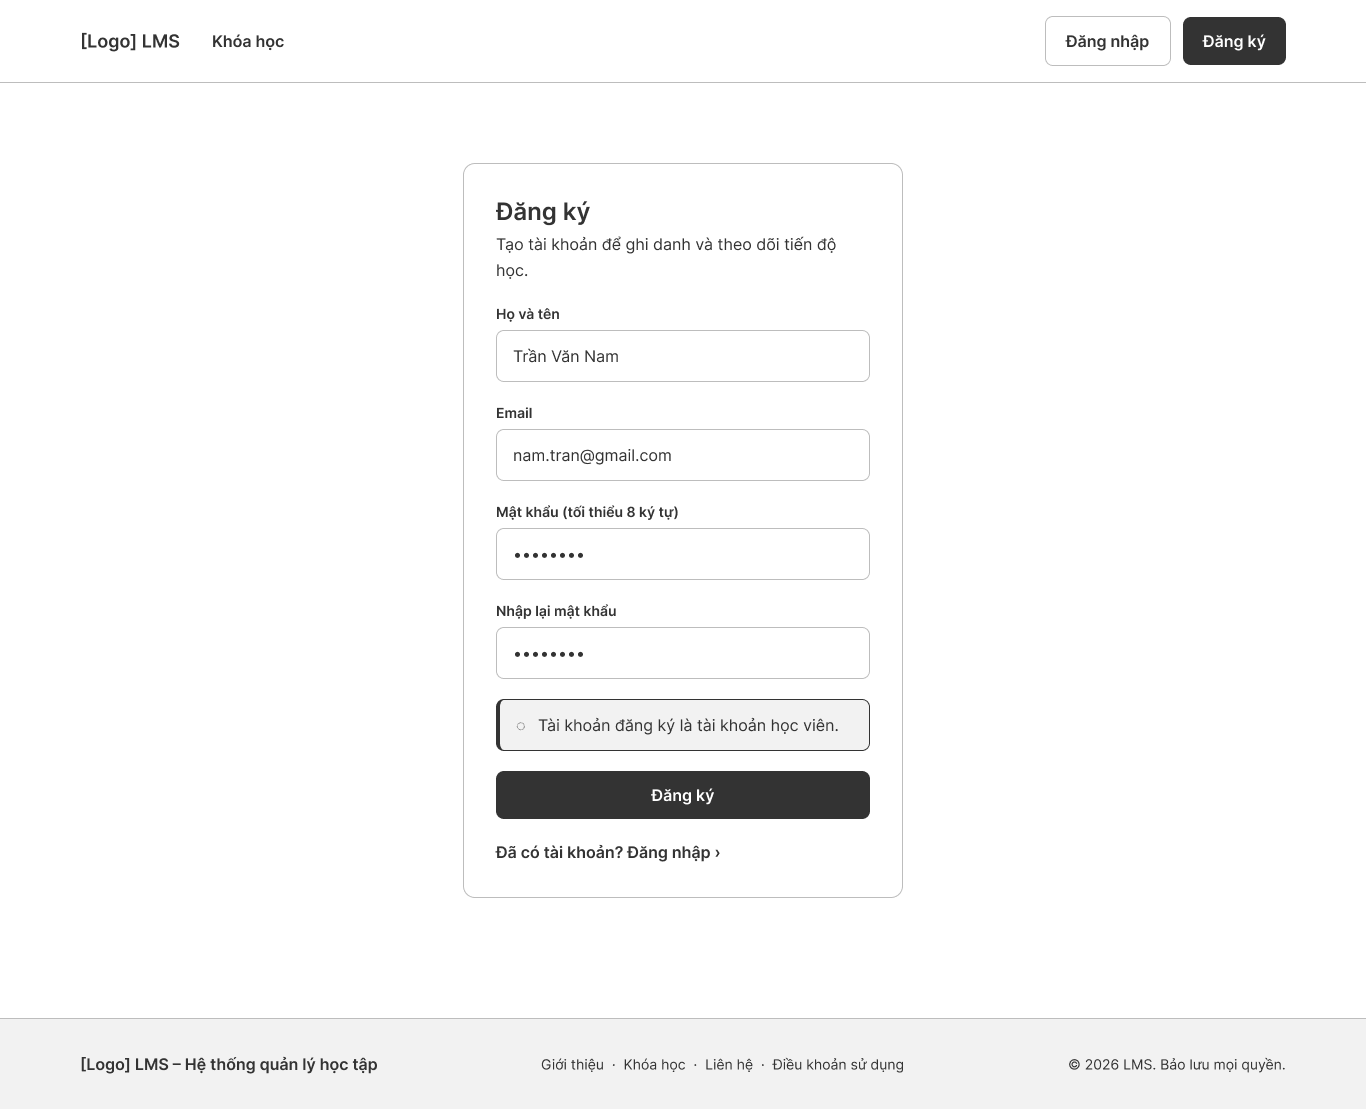 [Logo] LMS
Khóa học
Đăng nhập
Đăng ký
Đăng ký
Tạo tài khoản để ghi danh và theo dõi tiến độ
học.
Họ và tên
Trần Văn Nam
Email
nam.tran@gmail.com
Mật khẩu (tối thiểu 8 ký tự)
••••••••
Nhập lại mật khẩu
••••••••
Tài khoản đăng ký là tài khoản học viên.
Đăng ký
Đã có tài khoản? Đăng nhập ›
[Logo] LMS – Hệ thống quản lý học tập
Giới thiệu · Khóa học · Liên hệ · Điều khoản sử dụng
© 2026 LMS. Bảo lưu mọi quyền.